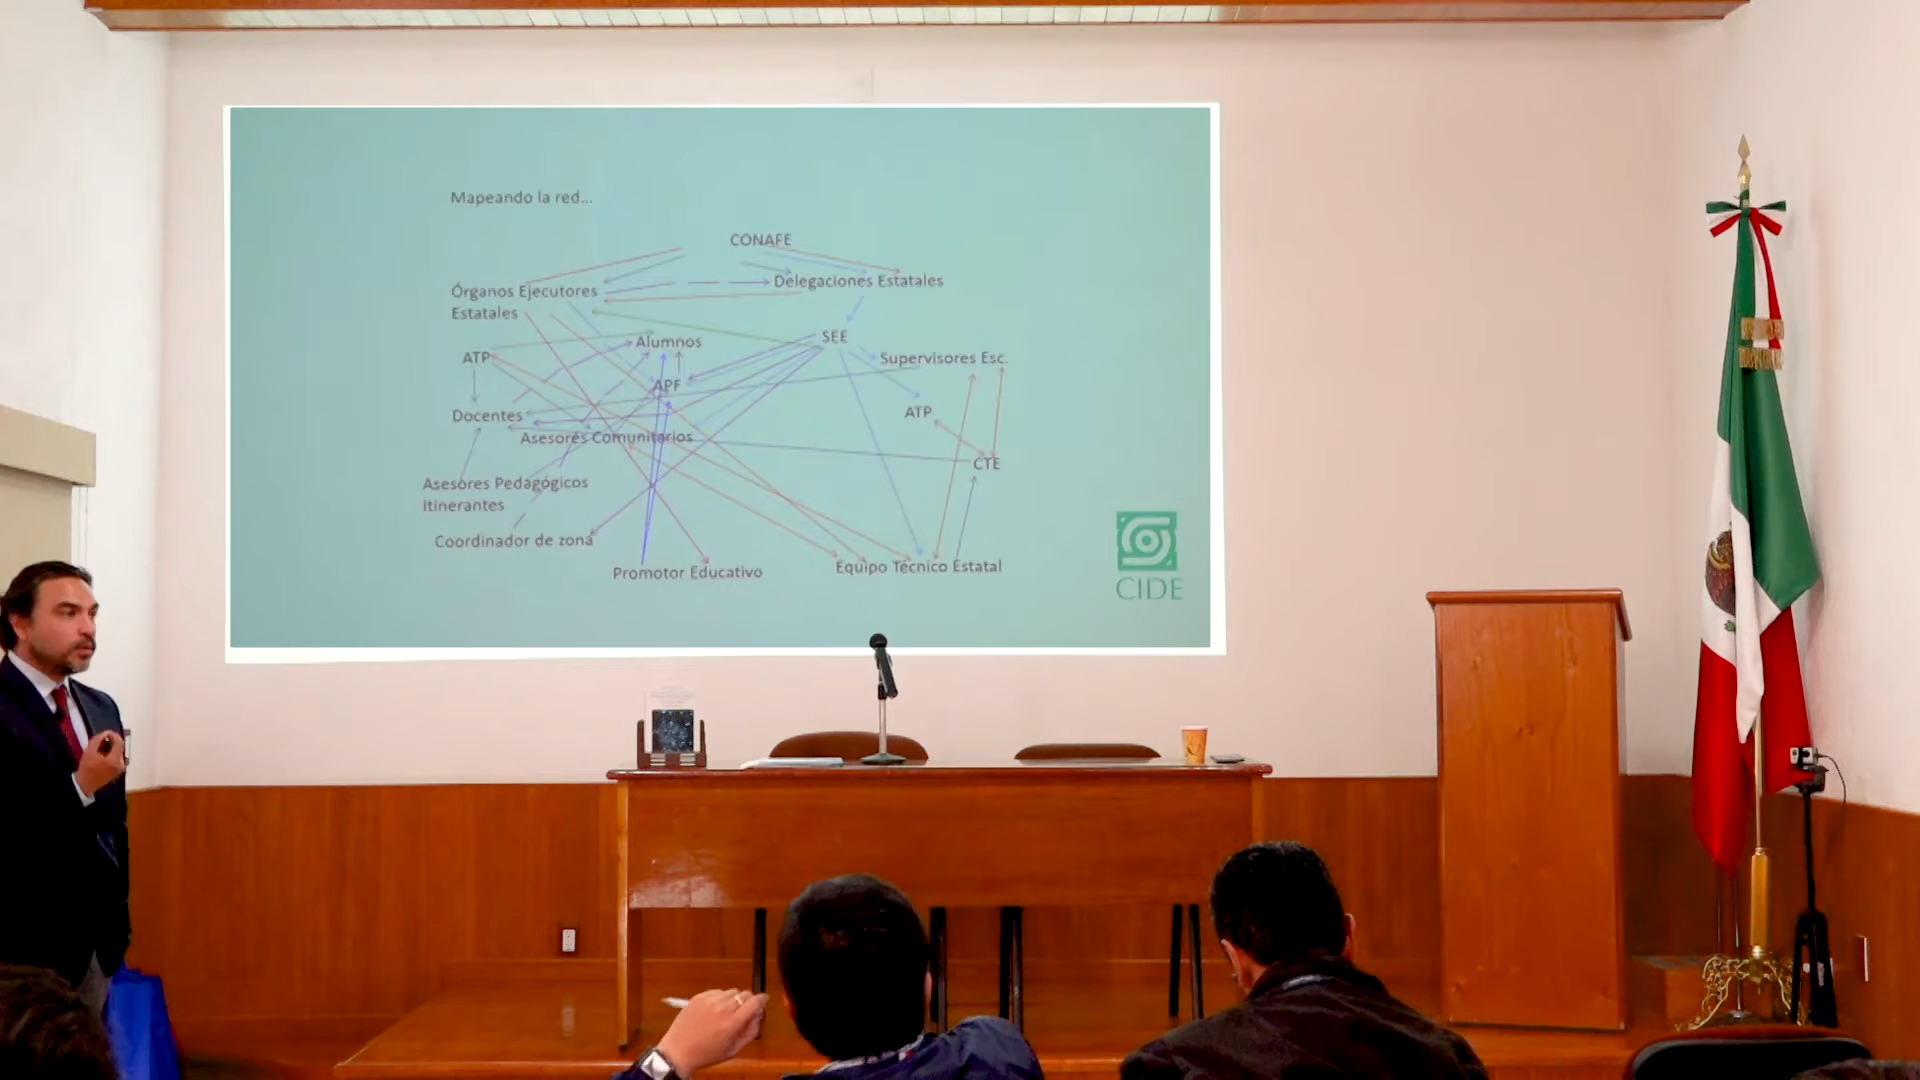 Mapeando la red...
CONAFE
Delegaciones Estatales
Órganos Ejecutores
Estatales
SEE
Alumnos
ATP
Supervisores Esc.
APF
ATP
Docentes
Asesores Comunitarios
CTE
Asesores Pedagógicos
Itinerantes
Coordinador de zona
Promotor Educativo
Equipo Técnico Estatal
CIDE